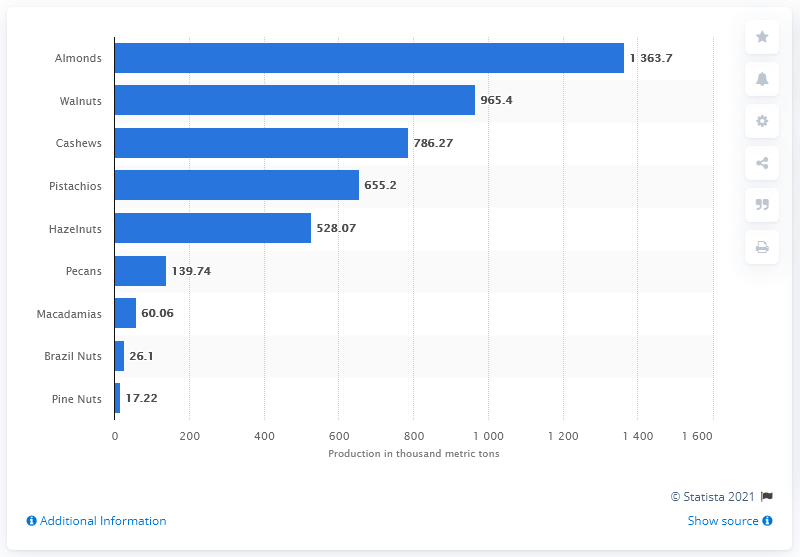 Almonds 1 363.7
Walnuts 965.4
Cashews 786.27
Pistachios 655.2
Hazelnuts 528.07
Pecans 139.74
Macadamias 60.06
Brazil Nuts 26.1
Pine Nuts 17.22
0 200 400 600 800 1 000 1 200 1 400 1 600
Production in thousand metric tons
© Statista 2021
Additional Information Show source